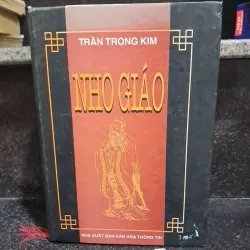 TRẦN TRỌNG KIM
NHO GIÁO
NHÀ XUẤT BẢN VĂN HÓA THÔNG TIN